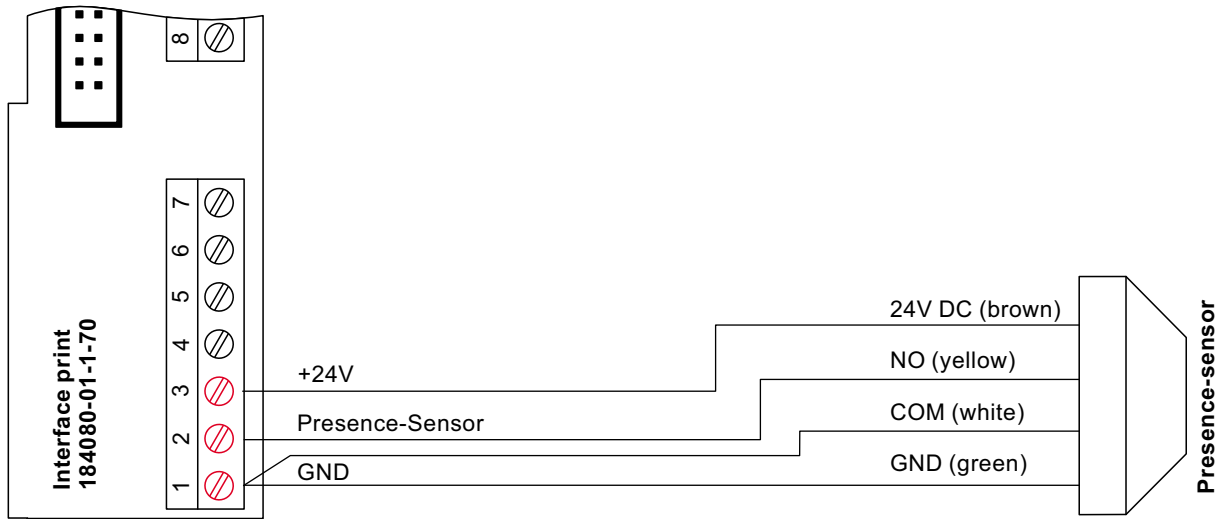 8
7
6
5
4
3
2
1
Interface print
184080-01-1-70
+24V
Presence-Sensor
GND
24V DC (brown)
NO (yellow)
COM (white)
GND (green)
Presence-sensor